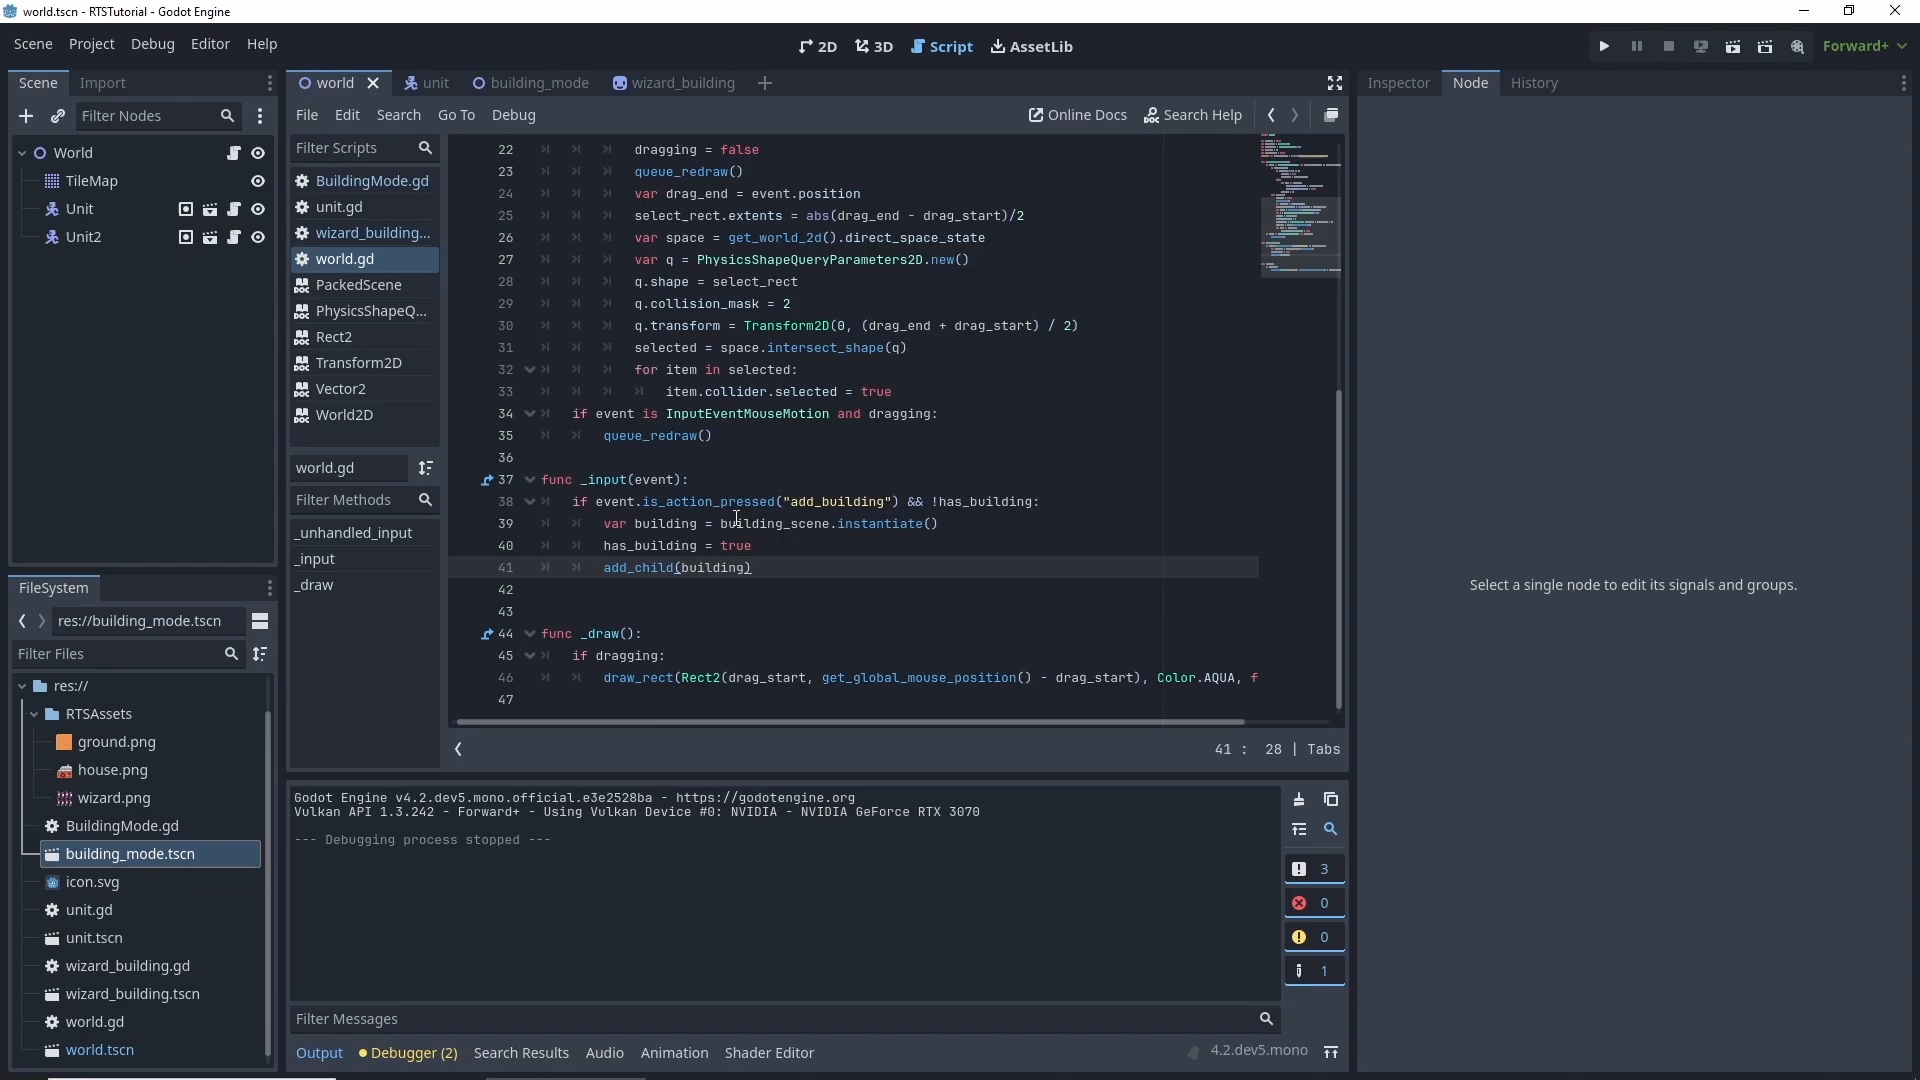 world.tscn - RTSTutorial - Godot Engine
Scene Project Debug Editor Help
2D 3D Script AssetLib
Forward+
Scene Import
world unit building_mode wizard_building
Inspector Node History
Filter Nodes
File Edit Search Go To Debug
Online Docs Search Help
World
TileMap
Unit
Unit2
Filter Scripts
BuildingMode.gd
unit.gd
wizard_building...
world.gd
PackedScene
PhysicsShapeQ...
Rect2
Transform2D
Vector2
World2D
world.gd
Filter Methods
_unhandled_input
_input
_draw
22 dragging = false
23 queue_redraw()
24 var drag_end = event.position
25 select_rect.extents = abs(drag_end - drag_start)/2
26 var space = get_world_2d().direct_space_state
27 var q = PhysicsShapeQueryParameters2D.new()
28 q.shape = select_rect
29 q.collision_mask = 2
30 q.transform = Transform2D(0, (drag_end + drag_start) / 2)
31 selected = space.intersect_shape(q)
32 for item in selected:
33 item.collider.selected = true
34 if event is InputEventMouseMotion and dragging:
35 queue_redraw()
36
37 func _input(event):
38 if event.is_action_pressed("add_building") && !has_building:
39 var building = building_scene.instantiate()
40 has_building = true
41 add_child(building)
42
43
44 func _draw():
45 if dragging:
46 draw_rect(Rect2(drag_start, get_global_mouse_position() - drag_start), Color.AQUA, f
47
41 : 28 | Tabs
Select a single node to edit its signals and groups.
FileSystem
res://building_mode.tscn
Filter Files
res://
RTSAssets
ground.png
house.png
wizard.png
BuildingMode.gd
building_mode.tscn
icon.svg
unit.gd
unit.tscn
wizard_building.gd
wizard_building.tscn
world.gd
world.tscn
Godot Engine v4.2.dev5.mono.official.e3e2528ba - https://godotengine.org
Vulkan API 1.3.242 - Forward+ - Using Vulkan Device #0: NVIDIA - NVIDIA GeForce RTX 3070
--- Debugging process stopped ---
3
0
0
1
Filter Messages
Output Debugger (2) Search Results Audio Animation Shader Editor
4.2.dev5.mono